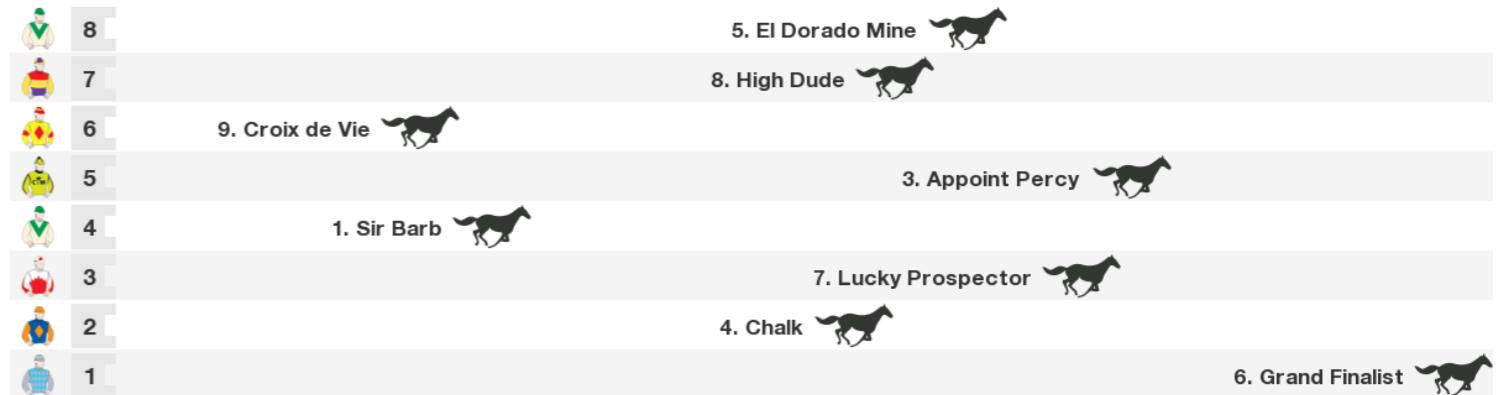 8 5. El Dorado Mine
7 8. High Dude
6 9. Croix de Vie
5 3. Appoint Percy
4 1. Sir Barb
3 7. Lucky Prospector
2 4. Chalk
1 6. Grand Finalist